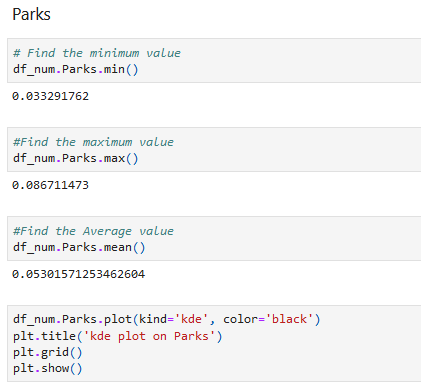 Parks
# Find the minimum value
df_num.Parks.min()
0.033291762
#Find the maximum value
df_num.Parks.max()
0.086711473
#Find the Average value
df_num.Parks.mean()
0.05301571253462604
df_num.Parks.plot(kind='kde', color='black')
plt.title('kde plot on Parks')
plt.grid()
plt.show()